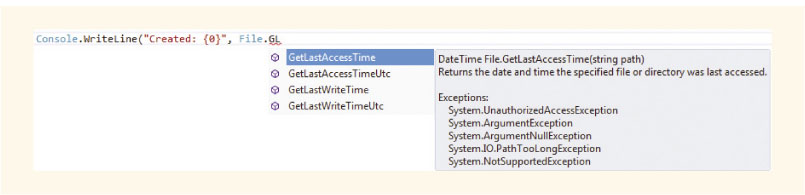 Console.WriteLine("Created: {0}", File.GL
GetLastAccessTime
GetLastAccessTimeUtc
GetLastWriteTime
GetLastWriteTimeUtc
DateTime File.GetLastAccessTime(string path)
Returns the date and time the specified file or directory was last accessed.
Exceptions:
System.UnauthorizedAccessException
System.ArgumentException
System.ArgumentNullException
System.IO.PathTooLongException
System.NotSupportedException